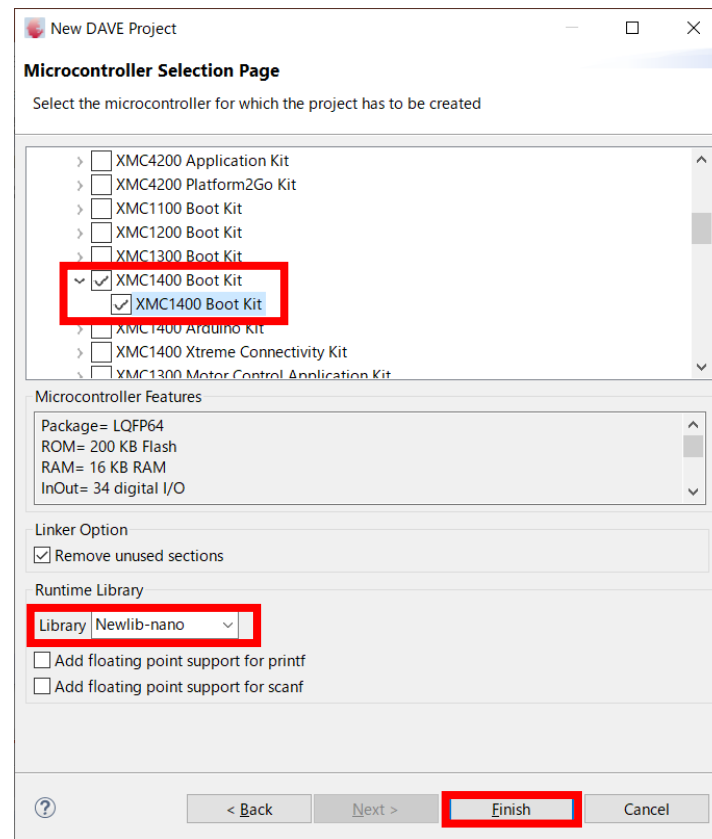 New DAVE Project
Microcontroller Selection Page
Select the microcontroller for which the project has to be created
XMC4200 Application Kit
XMC4200 Platform2Go Kit
XMC1100 Boot Kit
XMC1200 Boot Kit
XMC1300 Boot Kit
XMC1400 Boot Kit
XMC1400 Boot Kit
XMC1400 Arduino Kit
XMC1400 Xtreme Connectivity Kit
XMC1300 Motor Control Application Kit
Microcontroller Features
Package= LQFP64
ROM= 200 KB Flash
RAM= 16 KB RAM
InOut= 34 digital I/O
Linker Option
Remove unused sections
Runtime Library
Library Newlib-nano
Add floating point support for printf
Add floating point support for scanf
? < Back Next > Finish Cancel